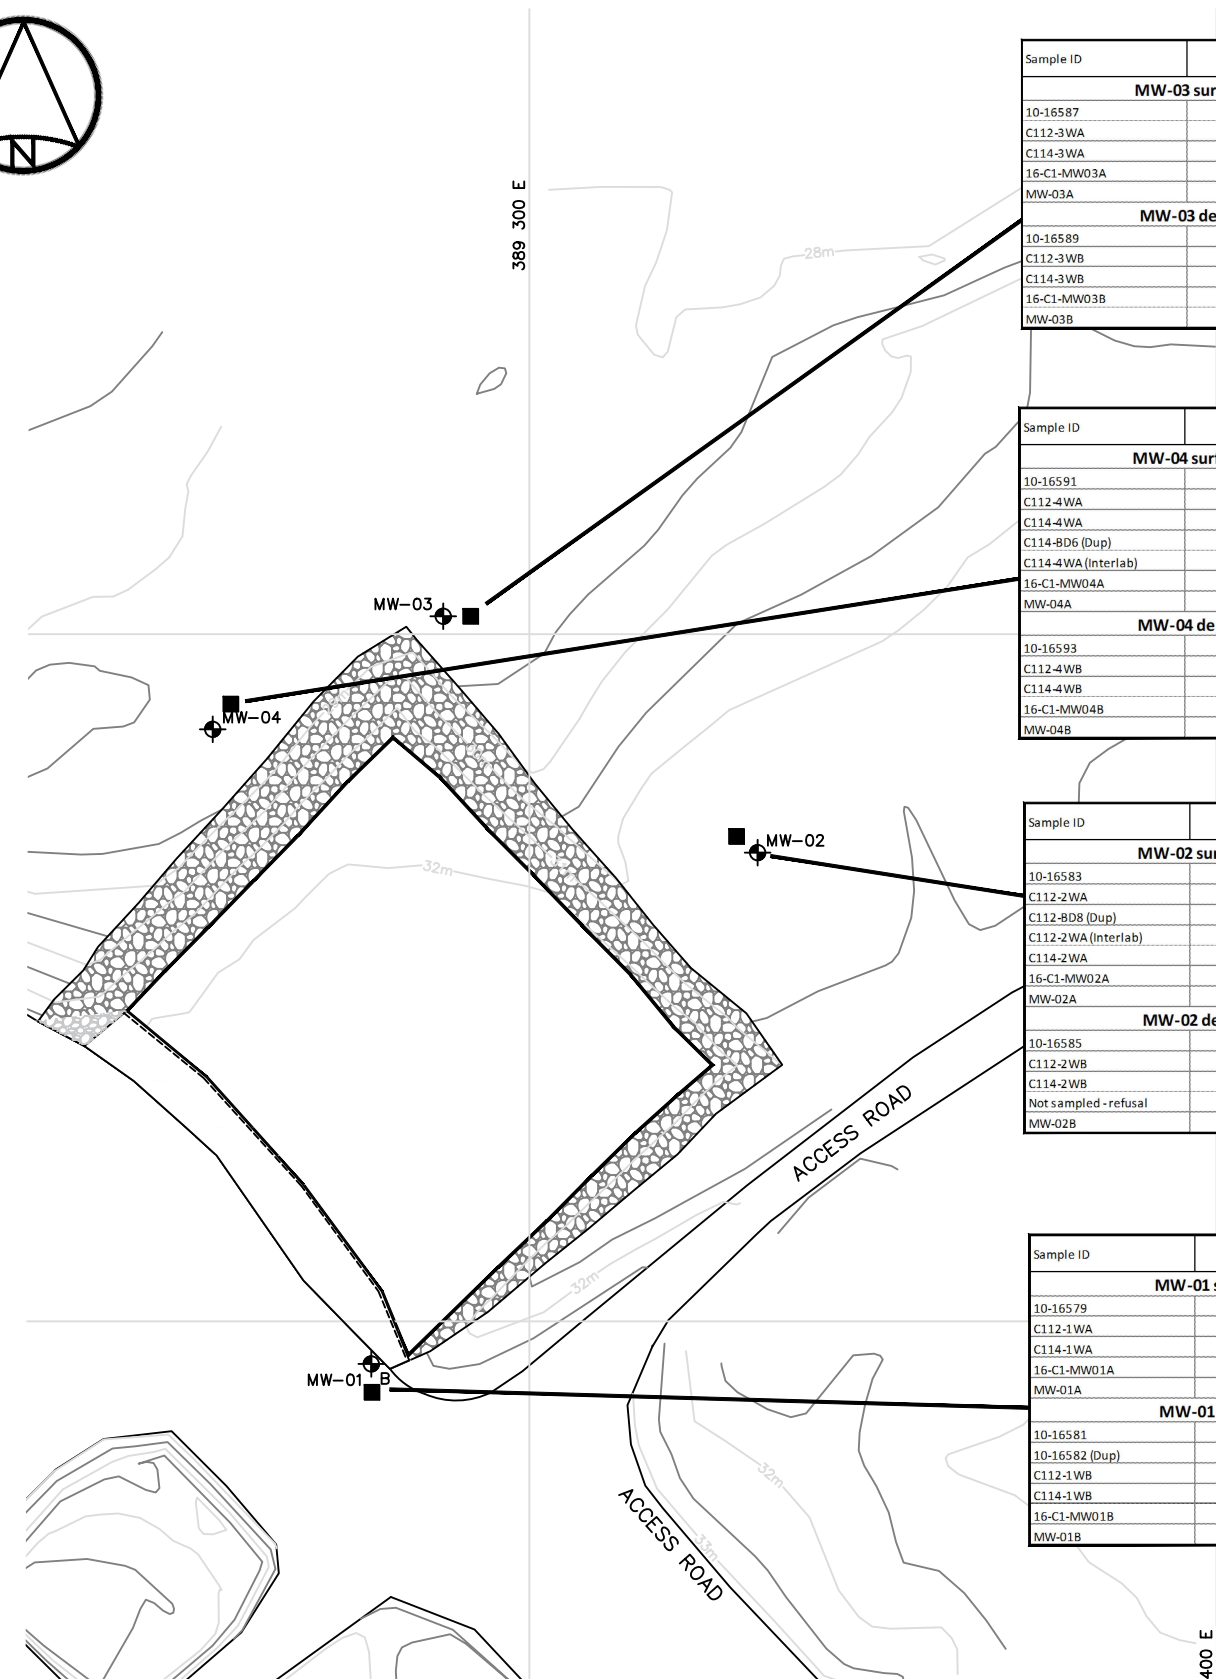 N
389 300 E
28m
Sample ID
MW-03 sur
10-16587
C112-3WA
C114-3WA
16-C1-MW03A
MW-03A
MW-03 de
10-16589
C112-3WB
C114-3WB
16-C1-MW03B
MW-03B
Sample ID
MW-04 surf
10-16591
C112-4WA
C114-4WA
C114-BD6 (Dup)
C114-4WA (Interlab)
16-C1-MW04A
MW-04A
MW-04 de
10-16593
C112-4WB
C114-4WB
16-C1-MW04B
MW-04B
MW-03
MW-04
MW-02
32m
Sample ID
MW-02 sur
10-16583
C112-2WA
C112-BD8 (Dup)
C112-2WA (Interlab)
C114-2WA
16-C1-MW02A
MW-02A
MW-02 de
10-16585
C112-2WB
C114-2WB
Not sampled - refusal
MW-02B
ACCESS ROAD
32m
Sample ID
MW-01 s
10-16579
C112-1WA
C114-1WA
16-C1-MW01A
MW-01A
MW-01
10-16581
10-16582 (Dup)
C112-1WB
C114-1WB
16-C1-MW01B
MW-01B
MW-01
B
32m
33m
ACCESS ROAD
400 E